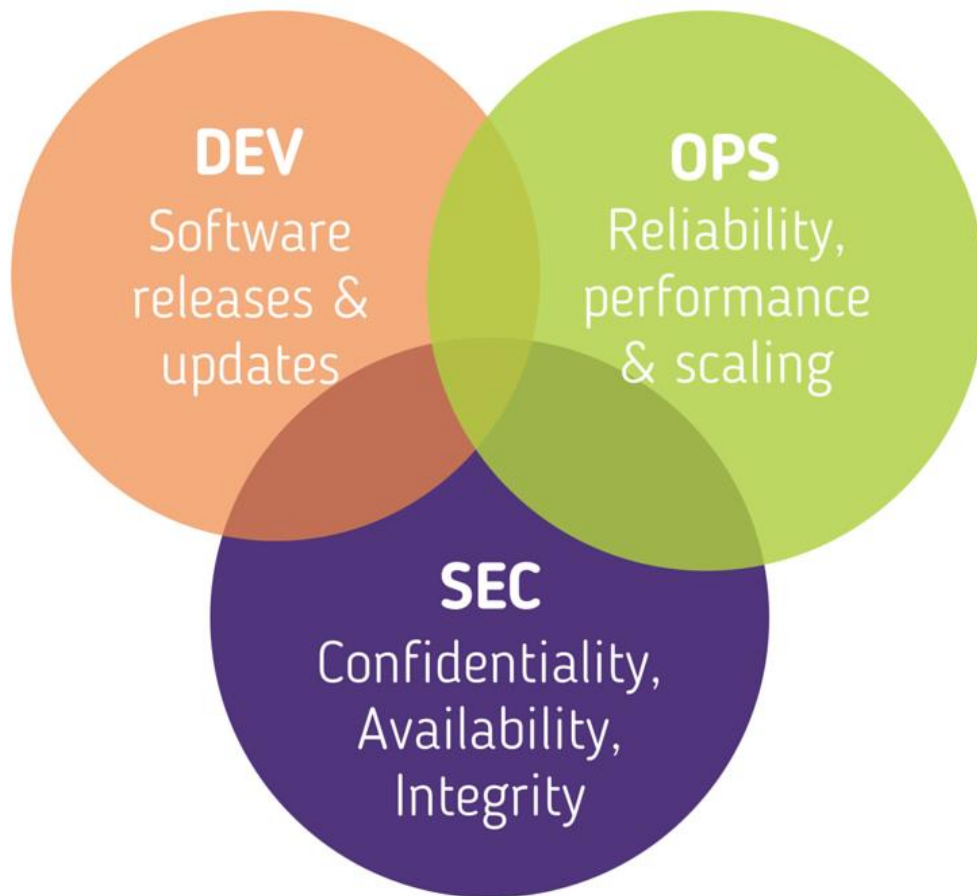 DEV
Software
releases &
updates
OPS
Reliability,
performance
& scaling
SEC
Confidentiality,
Availability,
Integrity